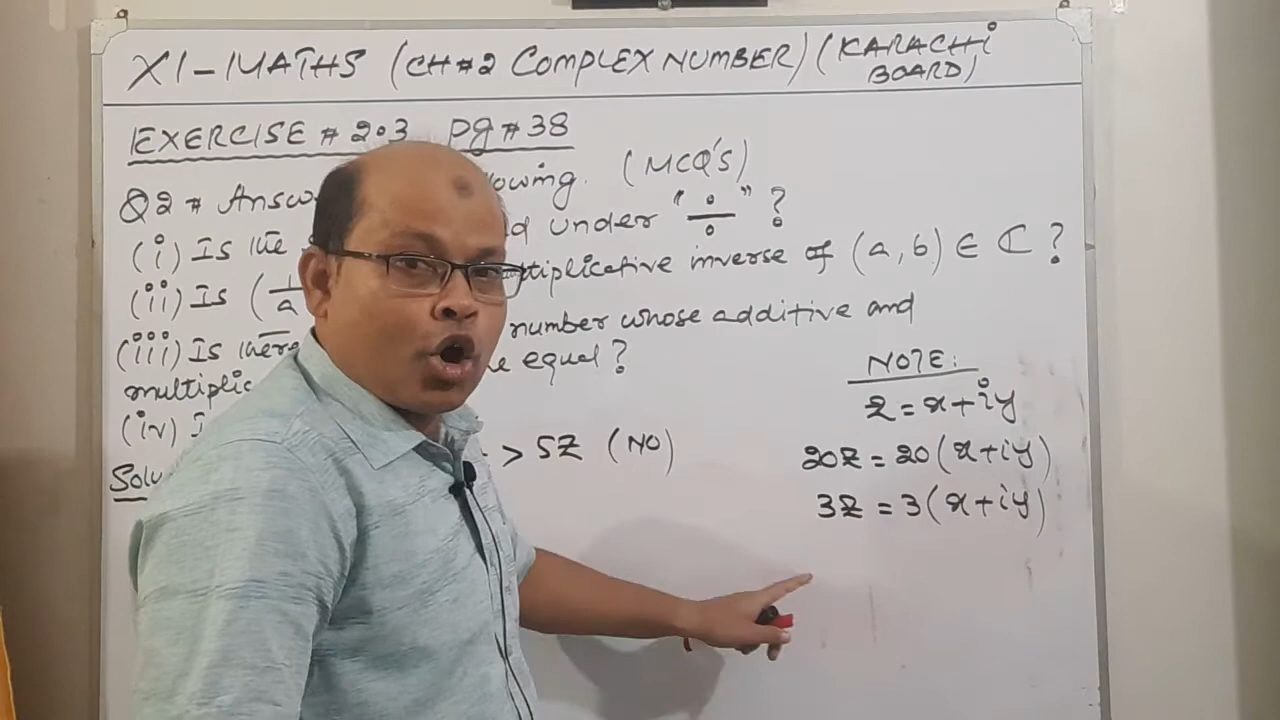 XI-MATHS (CH#2 COMPLEX NUMBER) (KARACHi BOARD)
EXERCISE # 2.3 Pg # 38
Q2 # Answ owing. (MCQ'S)
(i) Is the d under "÷" ?
(ii) Is ( 1/a tiplicative inverse of (a, b) ∈ ℂ ?
(iii) Is there number whose additive and
multiplic e equal ?
(iv) I > 5Z (NO)
Solu
NOTE:
z = x+iy
20z = 20(x+iy)
3z = 3(x+iy)